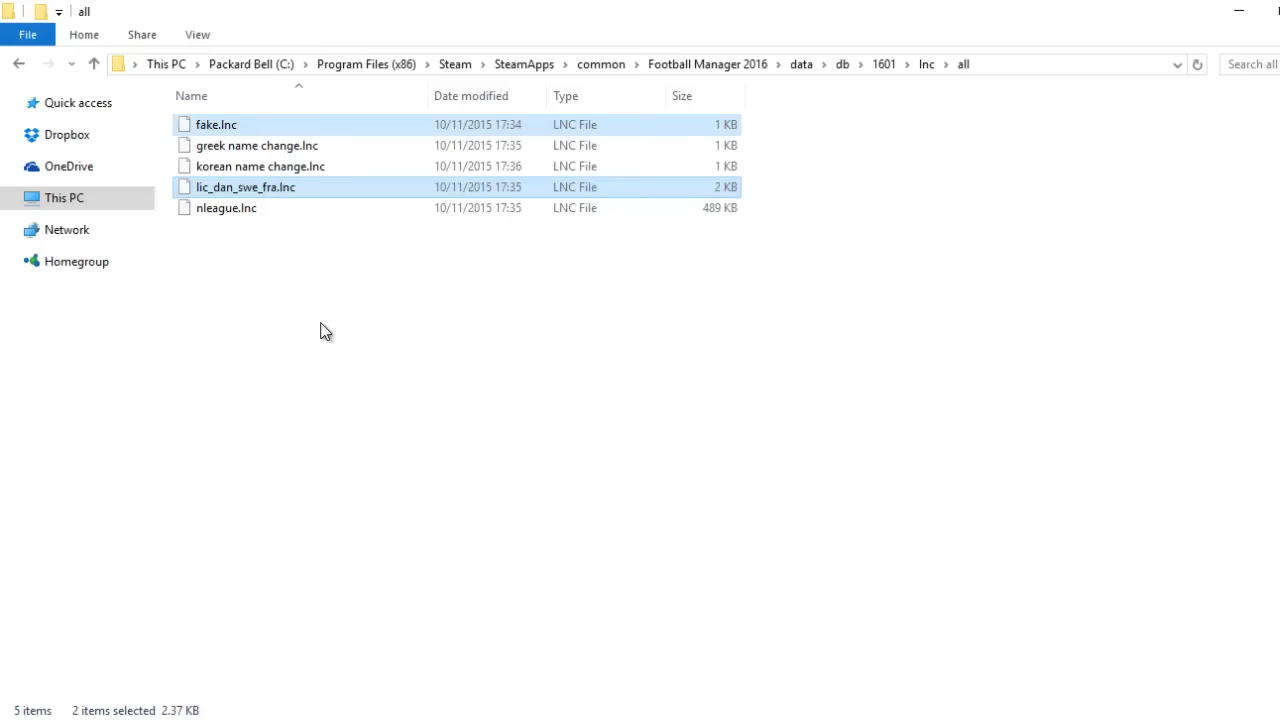 all
File Home Share View
This PC Packard Bell (C:) Program Files (x86) Steam SteamApps common Football Manager 2016 data db 1601 lnc all Search all
Name Date modified Type Size
Quick access
Dropbox
OneDrive
This PC
Network
Homegroup
fake.lnc 10/11/2015 17:34 LNC File 1 KB
greek name change.lnc 10/11/2015 17:35 LNC File 1 KB
korean name change.lnc 10/11/2015 17:36 LNC File 1 KB
lic_dan_swe_fra.lnc 10/11/2015 17:35 LNC File 2 KB
nleague.lnc 10/11/2015 17:35 LNC File 489 KB
5 items 2 items selected 2.37 KB